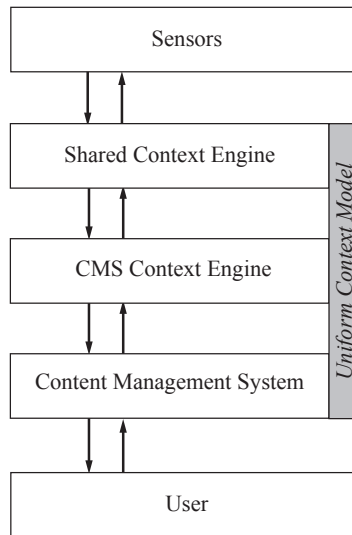 Sensors
Shared Context Engine
CMS Context Engine
Content Management System
User
Uniform Context Model